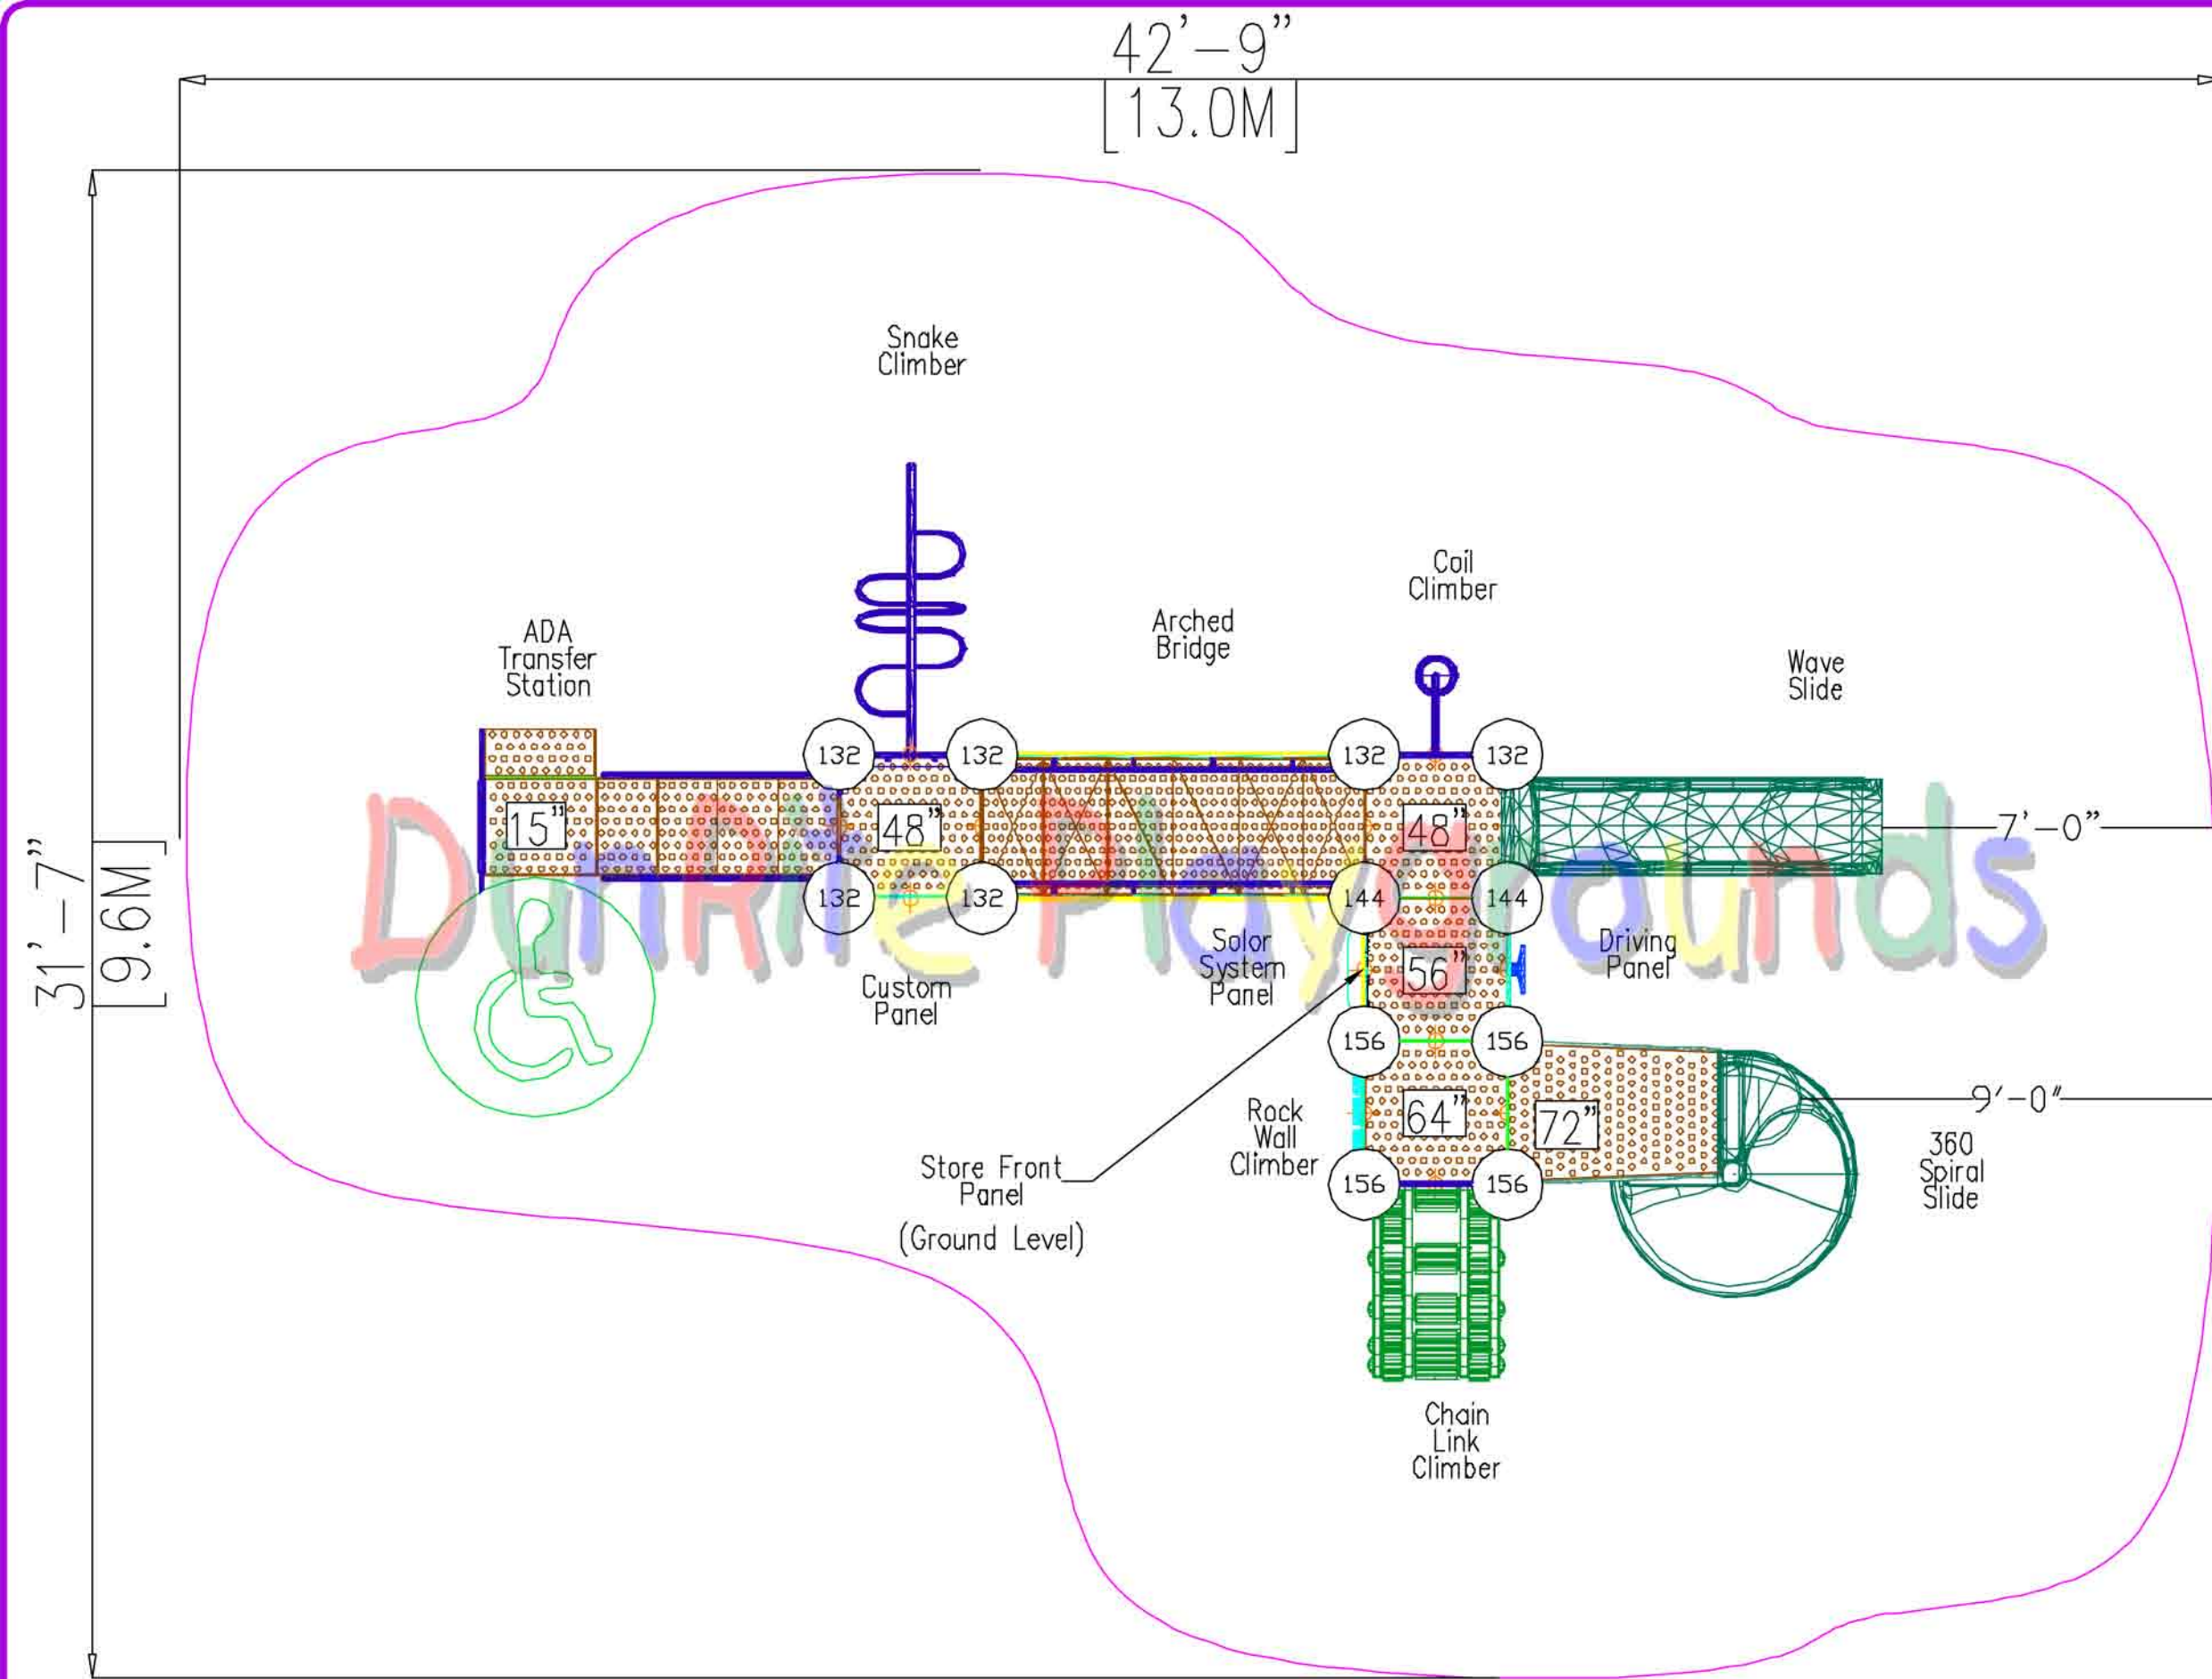 42'-9"
[13.0M]
31'-7"
[9.6M]
Snake
Climber
Coil
Climber
Arched
Bridge
ADA
Transfer
Station
Wave
Slide
132
132
132
132
15"
48"
48"
7'-0"
DunRite Playgrounds
132
132
144
144
Custom
Panel
Solor
System
Panel
56"
Driving
Panel
156
156
9'-0"
Rock
Wall
Climber
64"
72"
360
Spiral
Slide
Store Front
Panel
(Ground Level)
156
156
Chain
Link
Climber